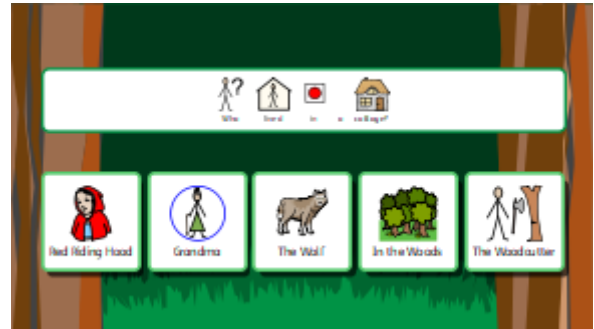 Who lived in a cottage?
Red Riding Hood
Grandma
The Wolf
In the Woods
The Woodcutter